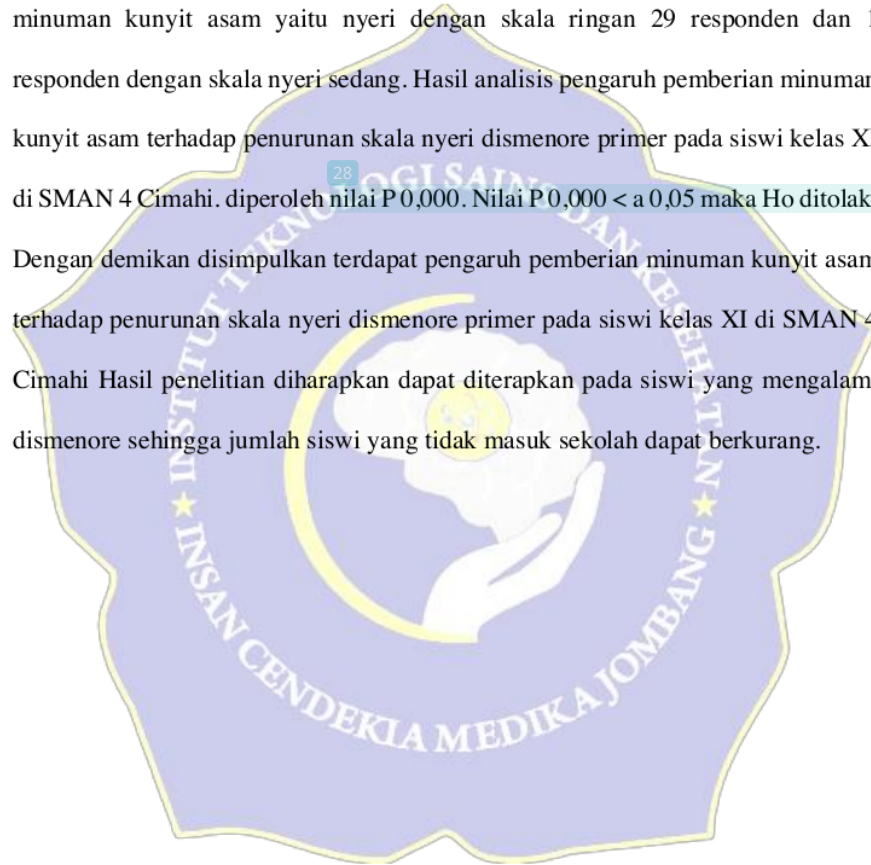 minuman kunyit asam yaitu nyeri dengan skala ringan 29 responden dan 1
responden dengan skala nyeri sedang. Hasil analisis pengaruh pemberian minuman
kunyit asam terhadap penurunan skala nyeri dismenore primer pada siswi kelas XI
28
di SMAN 4 Cimahi. diperoleh nilai P 0,000. Nilai P 0,000 < a 0,05 maka Ho ditolak
Dengan demikan disimpulkan terdapat pengaruh pemberian minuman kunyit asam
terhadap penurunan skala nyeri dismenore primer pada siswi kelas XI di SMAN 4
Cimahi Hasil penelitian diharapkan dapat diterapkan pada siswi yang mengalam
dismenore sehingga jumlah siswi yang tidak masuk sekolah dapat berkurang.
INSTITUT TEKNOLOGI SAINS DAN KESEHATAN
INSAN CENDEKIA MEDIKA JOMBANG